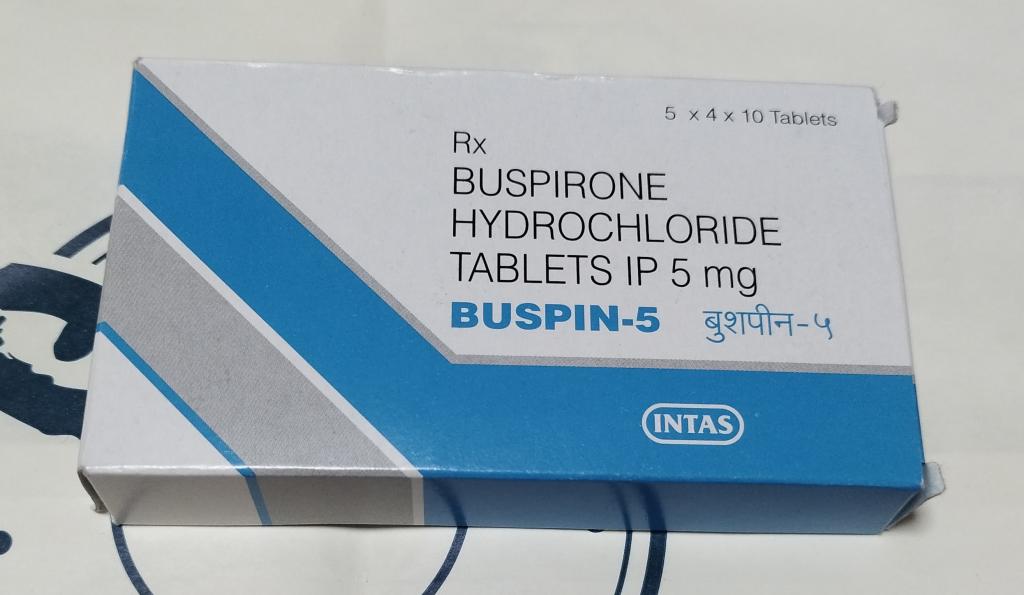 5 x 4 x 10 Tablets
Rx
BUSPIRONE
HYDROCHLORIDE
TABLETS IP 5 mg
BUSPIN-5 बुशपीन-५
INTAS